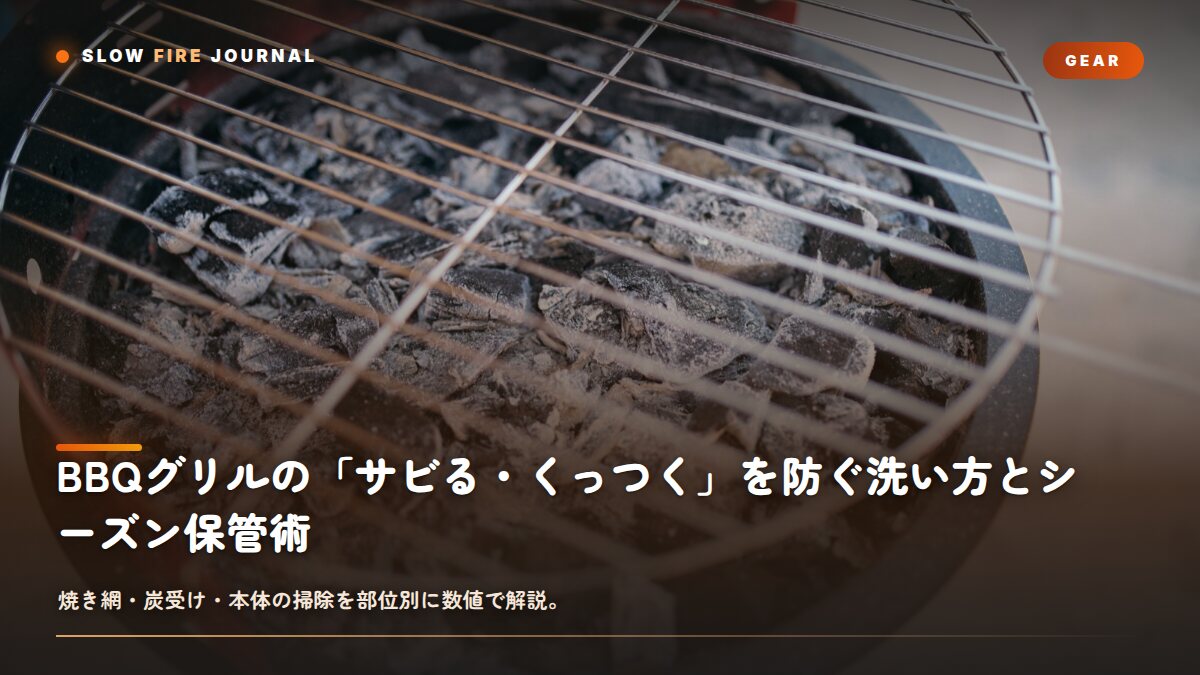 SLOW FIRE JOURNAL
GEAR
BBQグリルの「サビる・くっつく」を防ぐ洗い方とシ
ーズン保管術
焼き網・炭受け・本体の掃除を部位別に数値で解説。